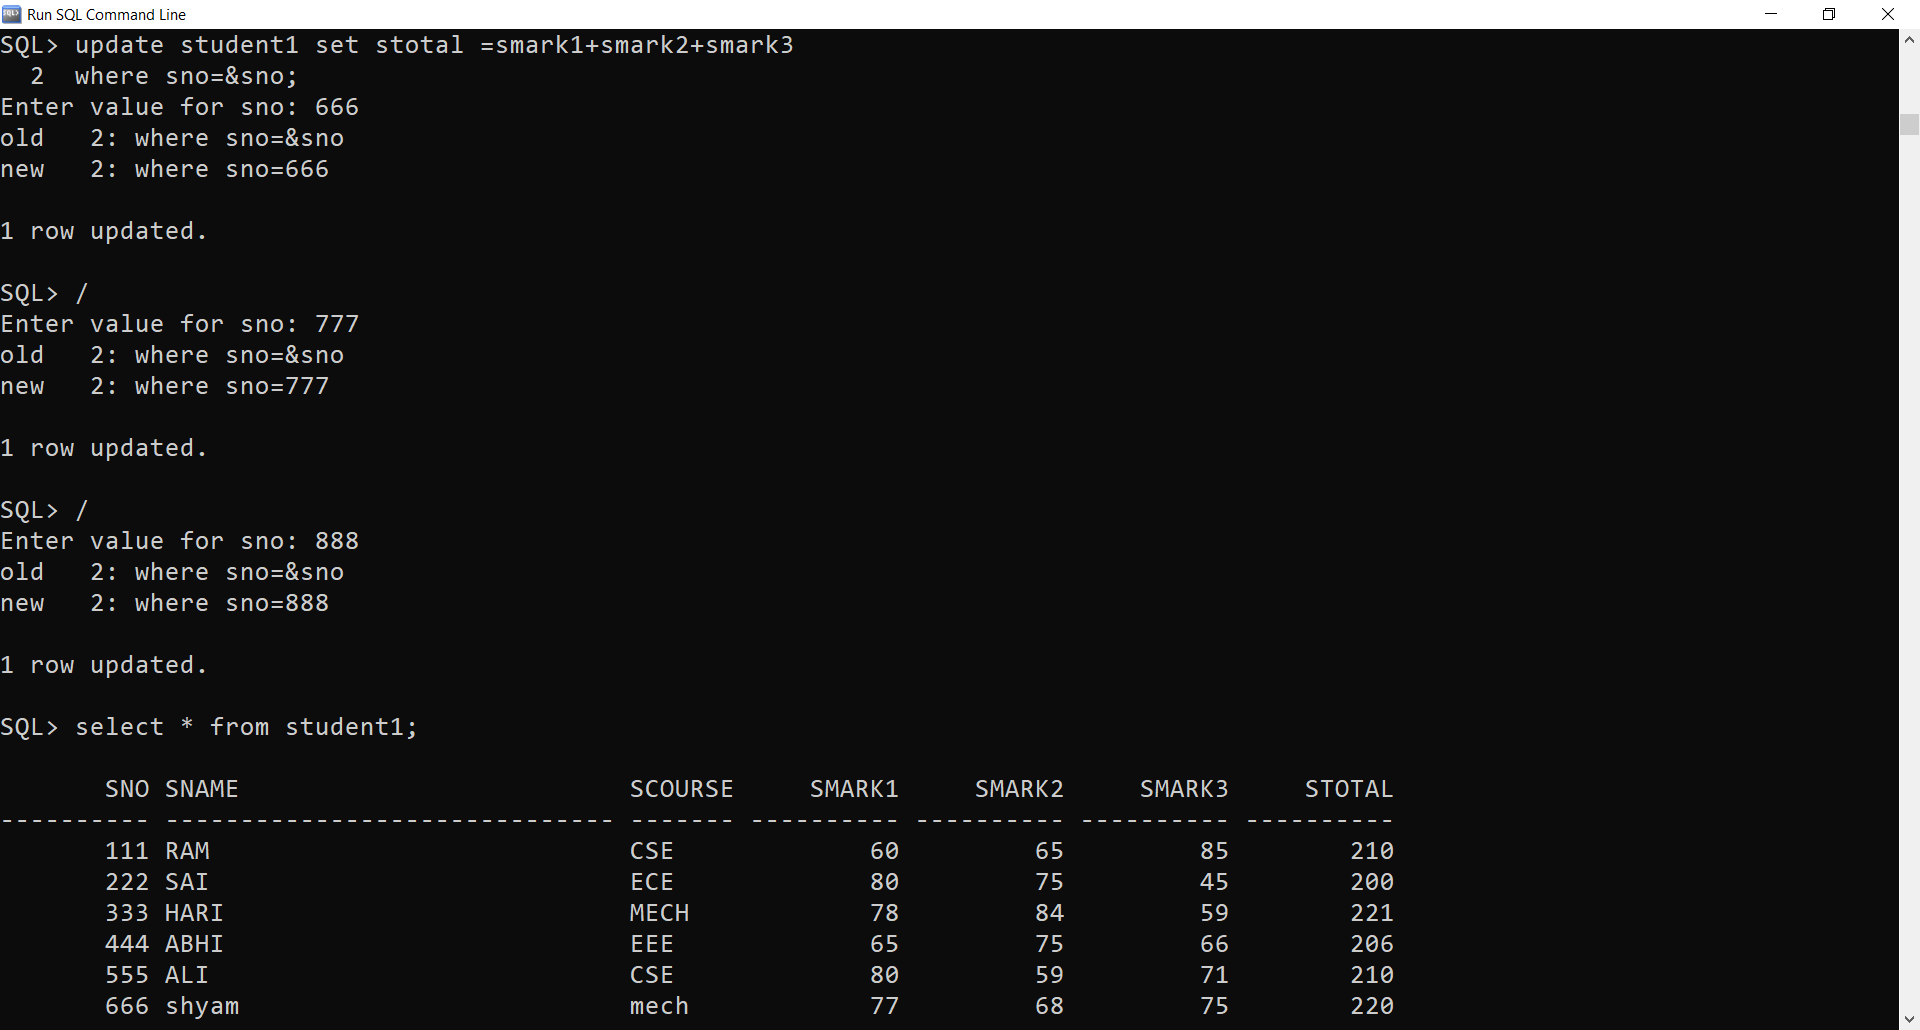 Run SQL Command Line
SQL> update student1 set stotal =smark1+smark2+smark3
  2  where sno=&sno;
Enter value for sno: 666
old   2: where sno=&sno
new   2: where sno=666
1 row updated.
SQL> /
Enter value for sno: 777
old   2: where sno=&sno
new   2: where sno=777
1 row updated.
SQL> /
Enter value for sno: 888
old   2: where sno=&sno
new   2: where sno=888
1 row updated.
SQL> select * from student1;
       SNO SNAME                          SCOURSE     SMARK1     SMARK2     SMARK3     STOTAL
---------- ------------------------------ ------- ---------- ---------- ---------- ----------
       111 RAM                            CSE             60         65         85        210
       222 SAI                            ECE             80         75         45        200
       333 HARI                           MECH            78         84         59        221
       444 ABHI                           EEE             65         75         66        206
       555 ALI                            CSE             80         59         71        210
       666 shyam                          mech            77         68         75        220